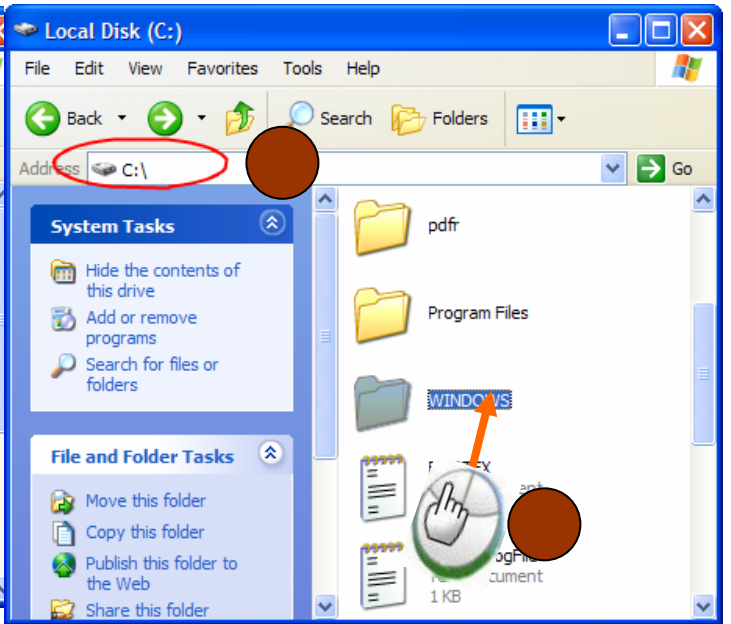 Local Disk (C:)
File Edit View Favorites Tools Help
Back Search Folders
Address C:\ Go
System Tasks
Hide the contents of
this drive
Add or remove
programs
Search for files or
folders
File and Folder Tasks
Move this folder
Copy this folder
Publish this folder to
the Web
Share this folder
pdfr
Program Files
WINDOWS
1 KB